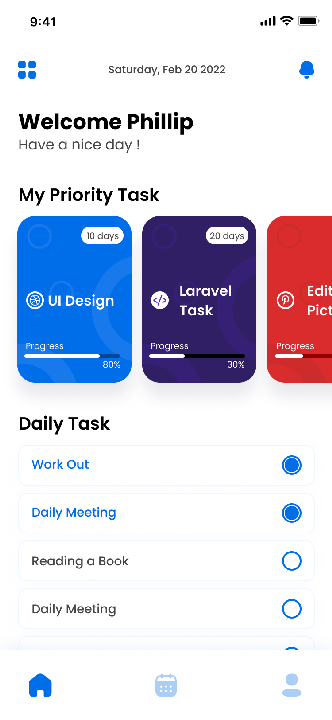 9:41
Saturday, Feb 20 2022
Welcome Phillip
Have a nice day !
My Priority Task
10 days
UI Design
Progress
80%
20 days
Laravel
Task
Progress
30%
Edit
Pict
Progress
Daily Task
Work Out
Daily Meeting
Reading a Book
Daily Meeting